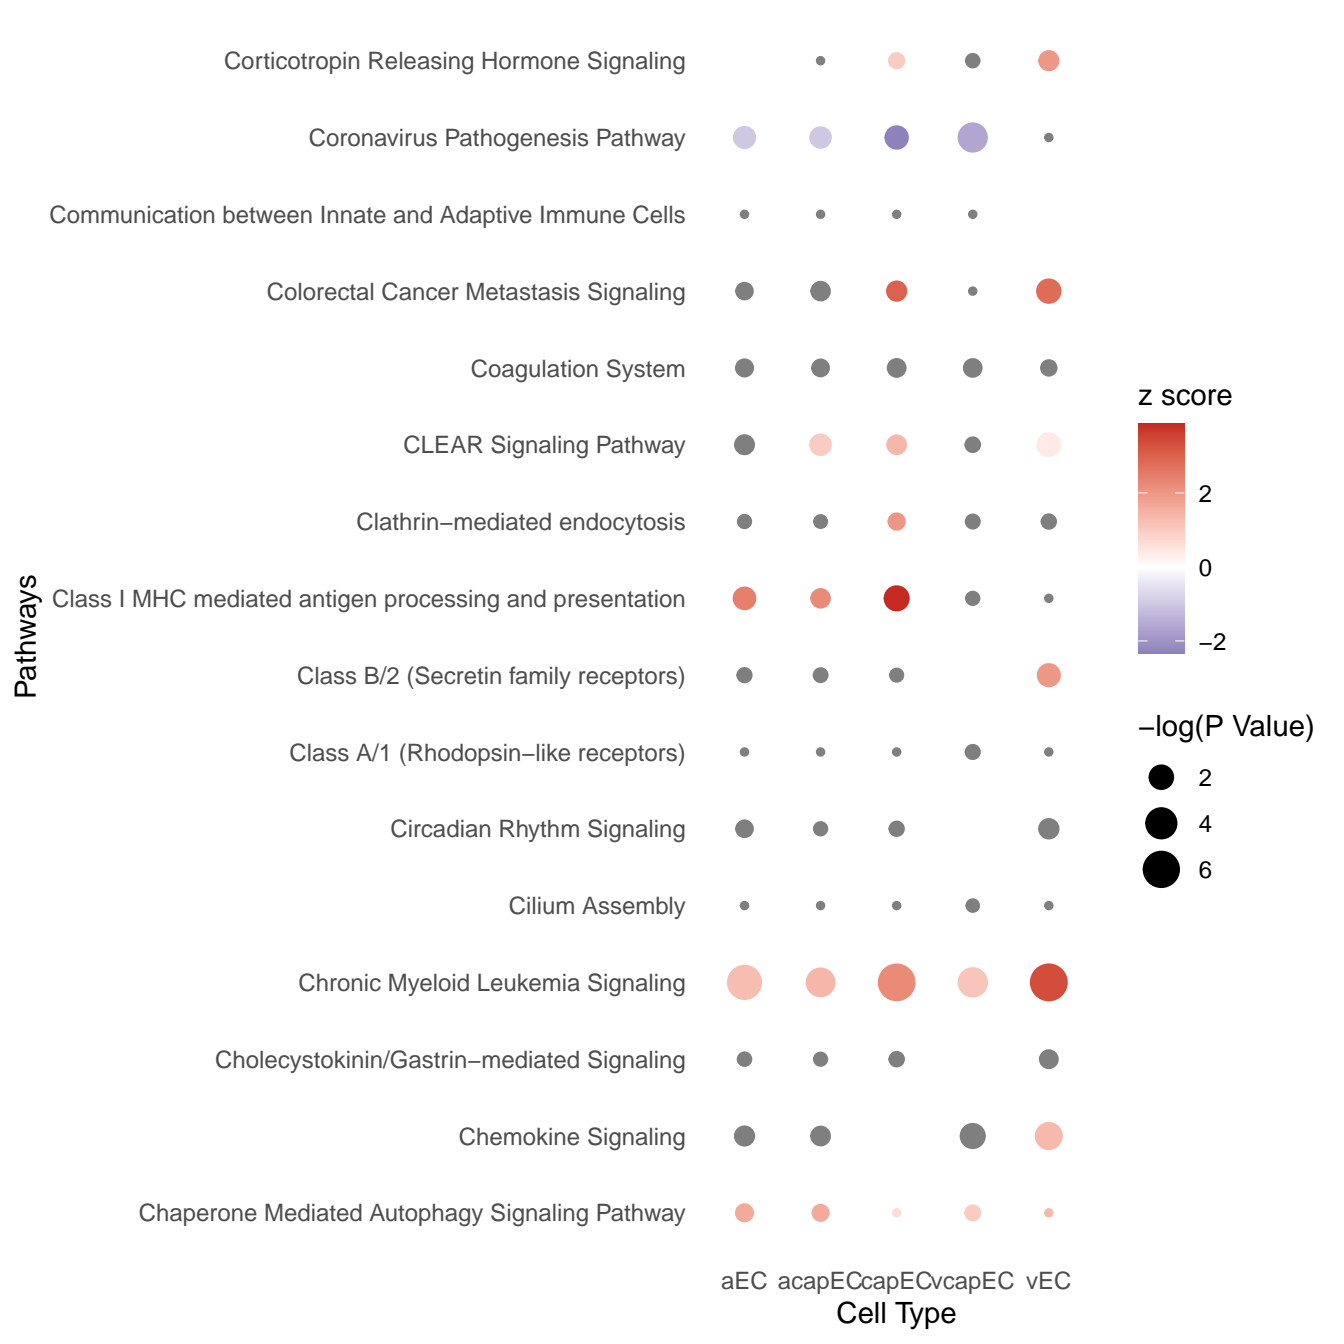 Corticotropin Releasing Hormone Signaling
Coronavirus Pathogenesis Pathway
Communication between Innate and Adaptive Immune Cells
Colorectal Cancer Metastasis Signaling
Coagulation System
CLEAR Signaling Pathway
Clathrin−mediated endocytosis
Class I MHC mediated antigen processing and presentation
Class B/2 (Secretin family receptors)
Class A/1 (Rhodopsin−like receptors)
Circadian Rhythm Signaling
Cilium Assembly
Chronic Myeloid Leukemia Signaling
Cholecystokinin/Gastrin−mediated Signaling
Chemokine Signaling
Chaperone Mediated Autophagy Signaling Pathway
Pathways
aEC acapEC capEC vcapEC vEC
Cell Type
z score
2
0
−2
−log(P Value)
2
4
6